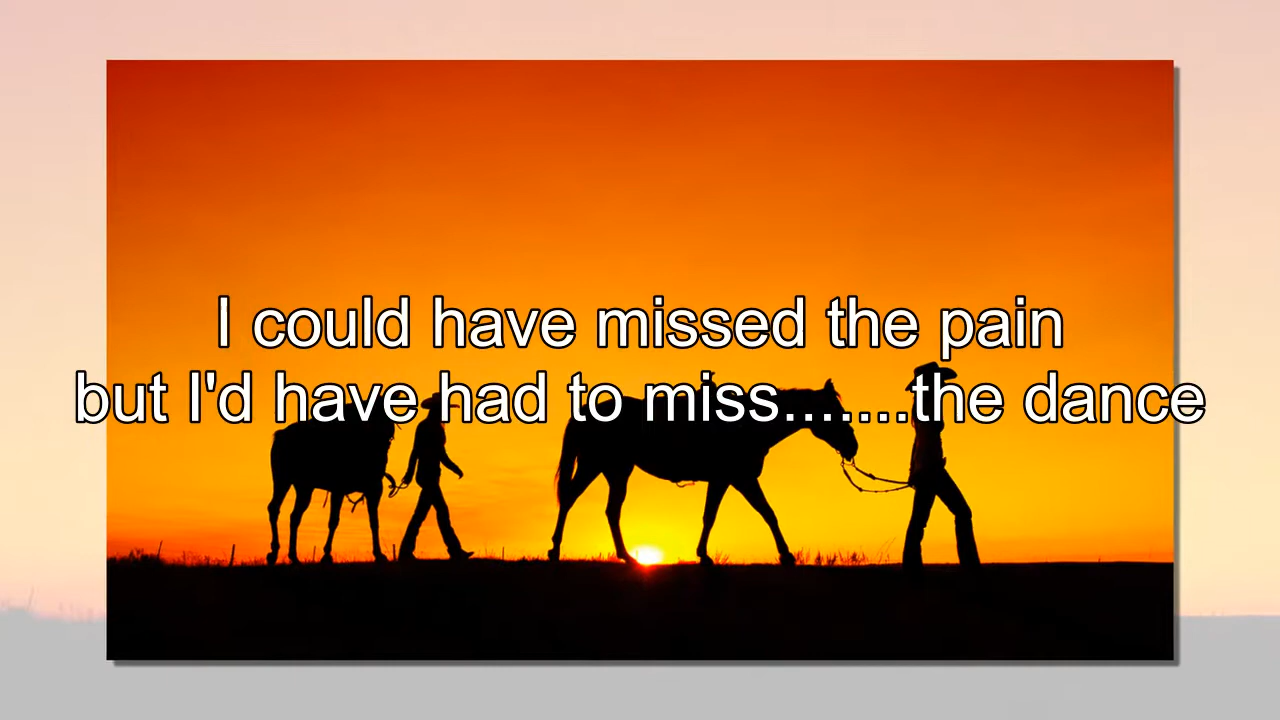 I could have missed the pain
but I'd have had to miss.......the dance